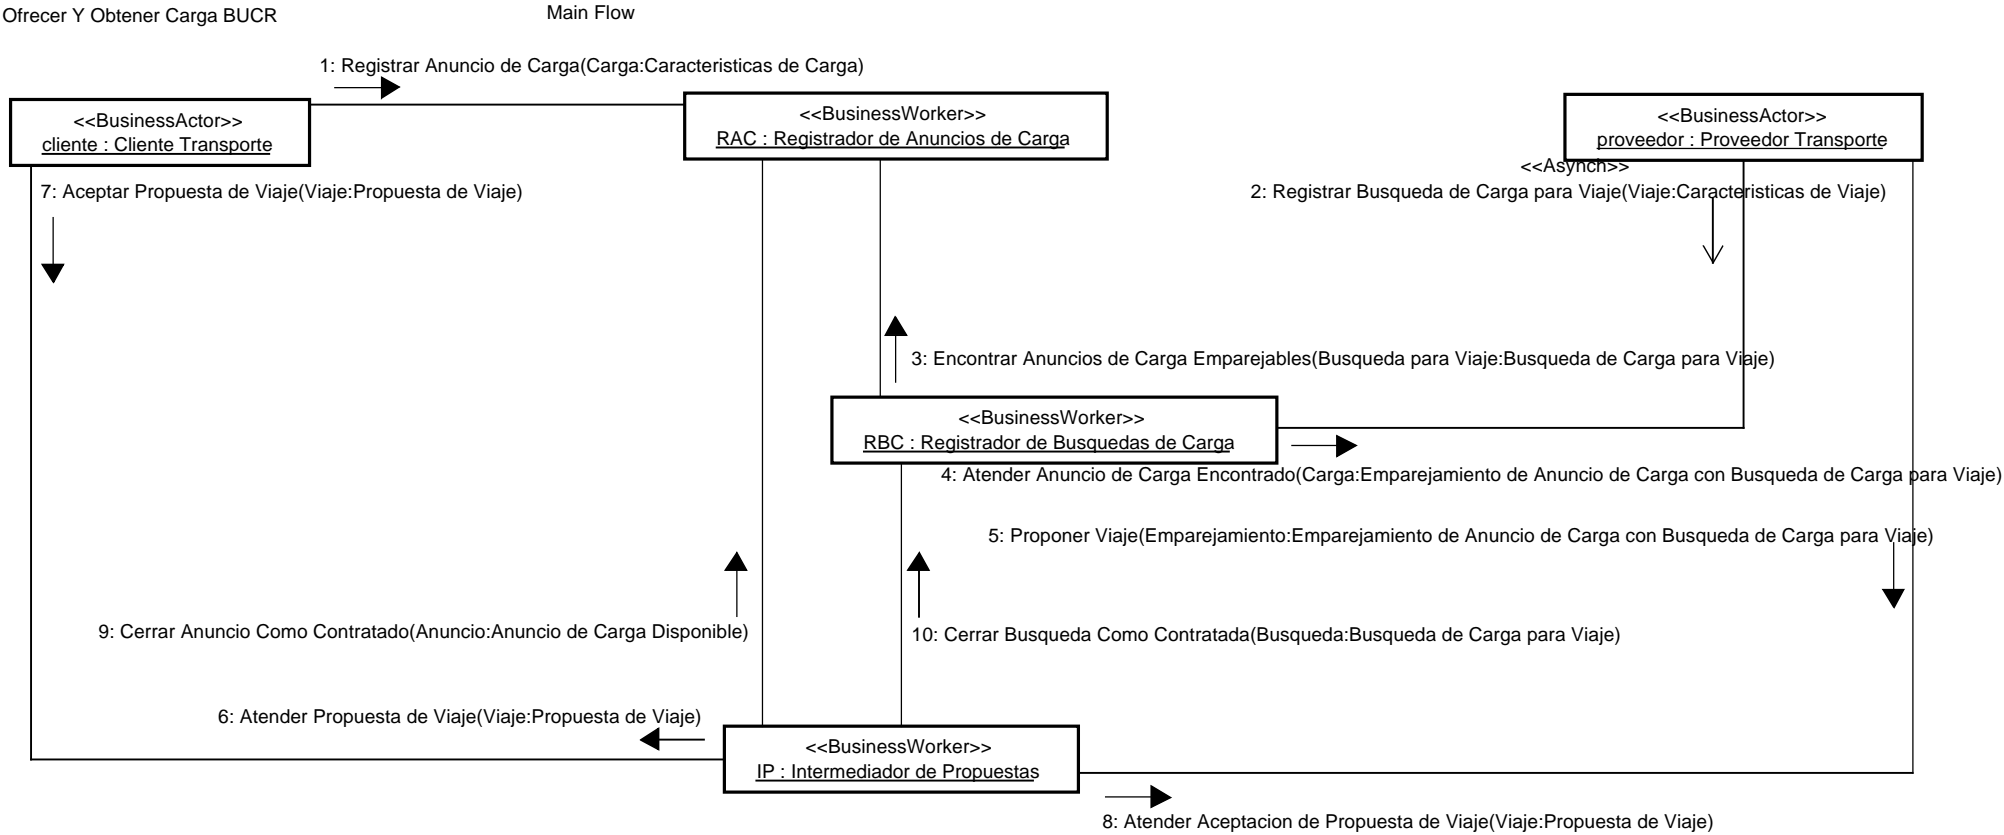 Ofrecer Y Obtener Carga BUCR
Main Flow
1: Registrar Anuncio de Carga(Carga:Caracteristicas de Carga)
<<BusinessActor>>
cliente : Cliente Transporte
<<BusinessWorker>>
RAC : Registrador de Anuncios de Carga
<<BusinessActor>>
proveedor : Proveedor Transporte
<<Asynch>>
7: Aceptar Propuesta de Viaje(Viaje:Propuesta de Viaje)
2: Registrar Busqueda de Carga para Viaje(Viaje:Caracteristicas de Viaje)
3: Encontrar Anuncios de Carga Emparejables(Busqueda para Viaje:Busqueda de Carga para Viaje)
<<BusinessWorker>>
RBC : Registrador de Busquedas de Carga
4: Atender Anuncio de Carga Encontrado(Carga:Emparejamiento de Anuncio de Carga con Busqueda de Carga para Viaje)
5: Proponer Viaje(Emparejamiento:Emparejamiento de Anuncio de Carga con Busqueda de Carga para Viaje)
9: Cerrar Anuncio Como Contratado(Anuncio:Anuncio de Carga Disponible)
10: Cerrar Busqueda Como Contratada(Busqueda:Busqueda de Carga para Viaje)
6: Atender Propuesta de Viaje(Viaje:Propuesta de Viaje)
<<BusinessWorker>>
IP : Intermediador de Propuestas
8: Atender Aceptacion de Propuesta de Viaje(Viaje:Propuesta de Viaje)